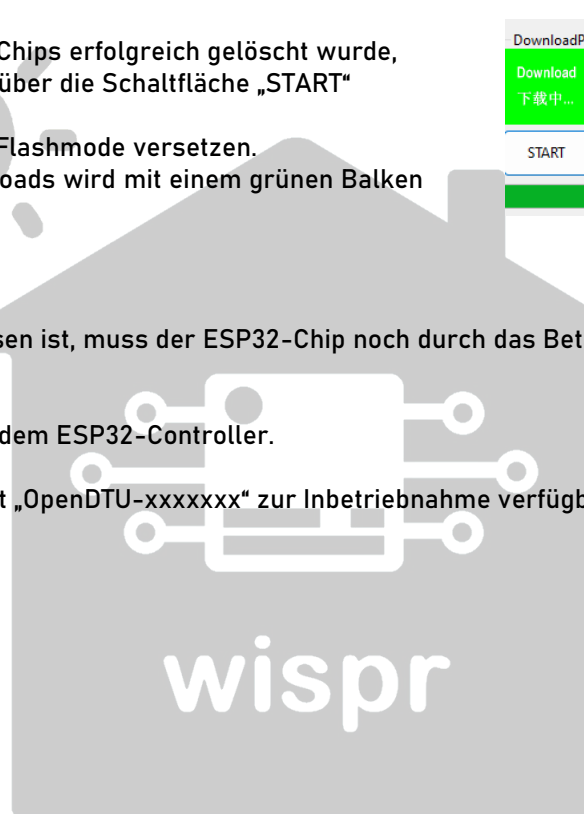 Chips erfolgreich gelöscht wurde,
über die Schaltfläche „START“
Flashmode versetzen.
oads wird mit einem grünen Balken
DownloadP
Download
下载中...
START
sen ist, muss der ESP32-Chip noch durch das Bet
dem ESP32-Controller.
t „OpenDTU-xxxxxxx“ zur Inbetriebnahme verfügb
wispr